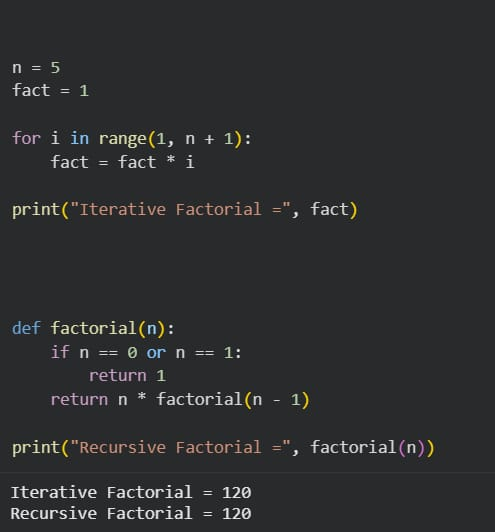 n = 5
fact = 1
for i in range(1, n + 1):
    fact = fact * i
print("Iterative Factorial =", fact)
def factorial(n):
    if n == 0 or n == 1:
        return 1
    return n * factorial(n - 1)
print("Recursive Factorial =", factorial(n))
Iterative Factorial = 120
Recursive Factorial = 120